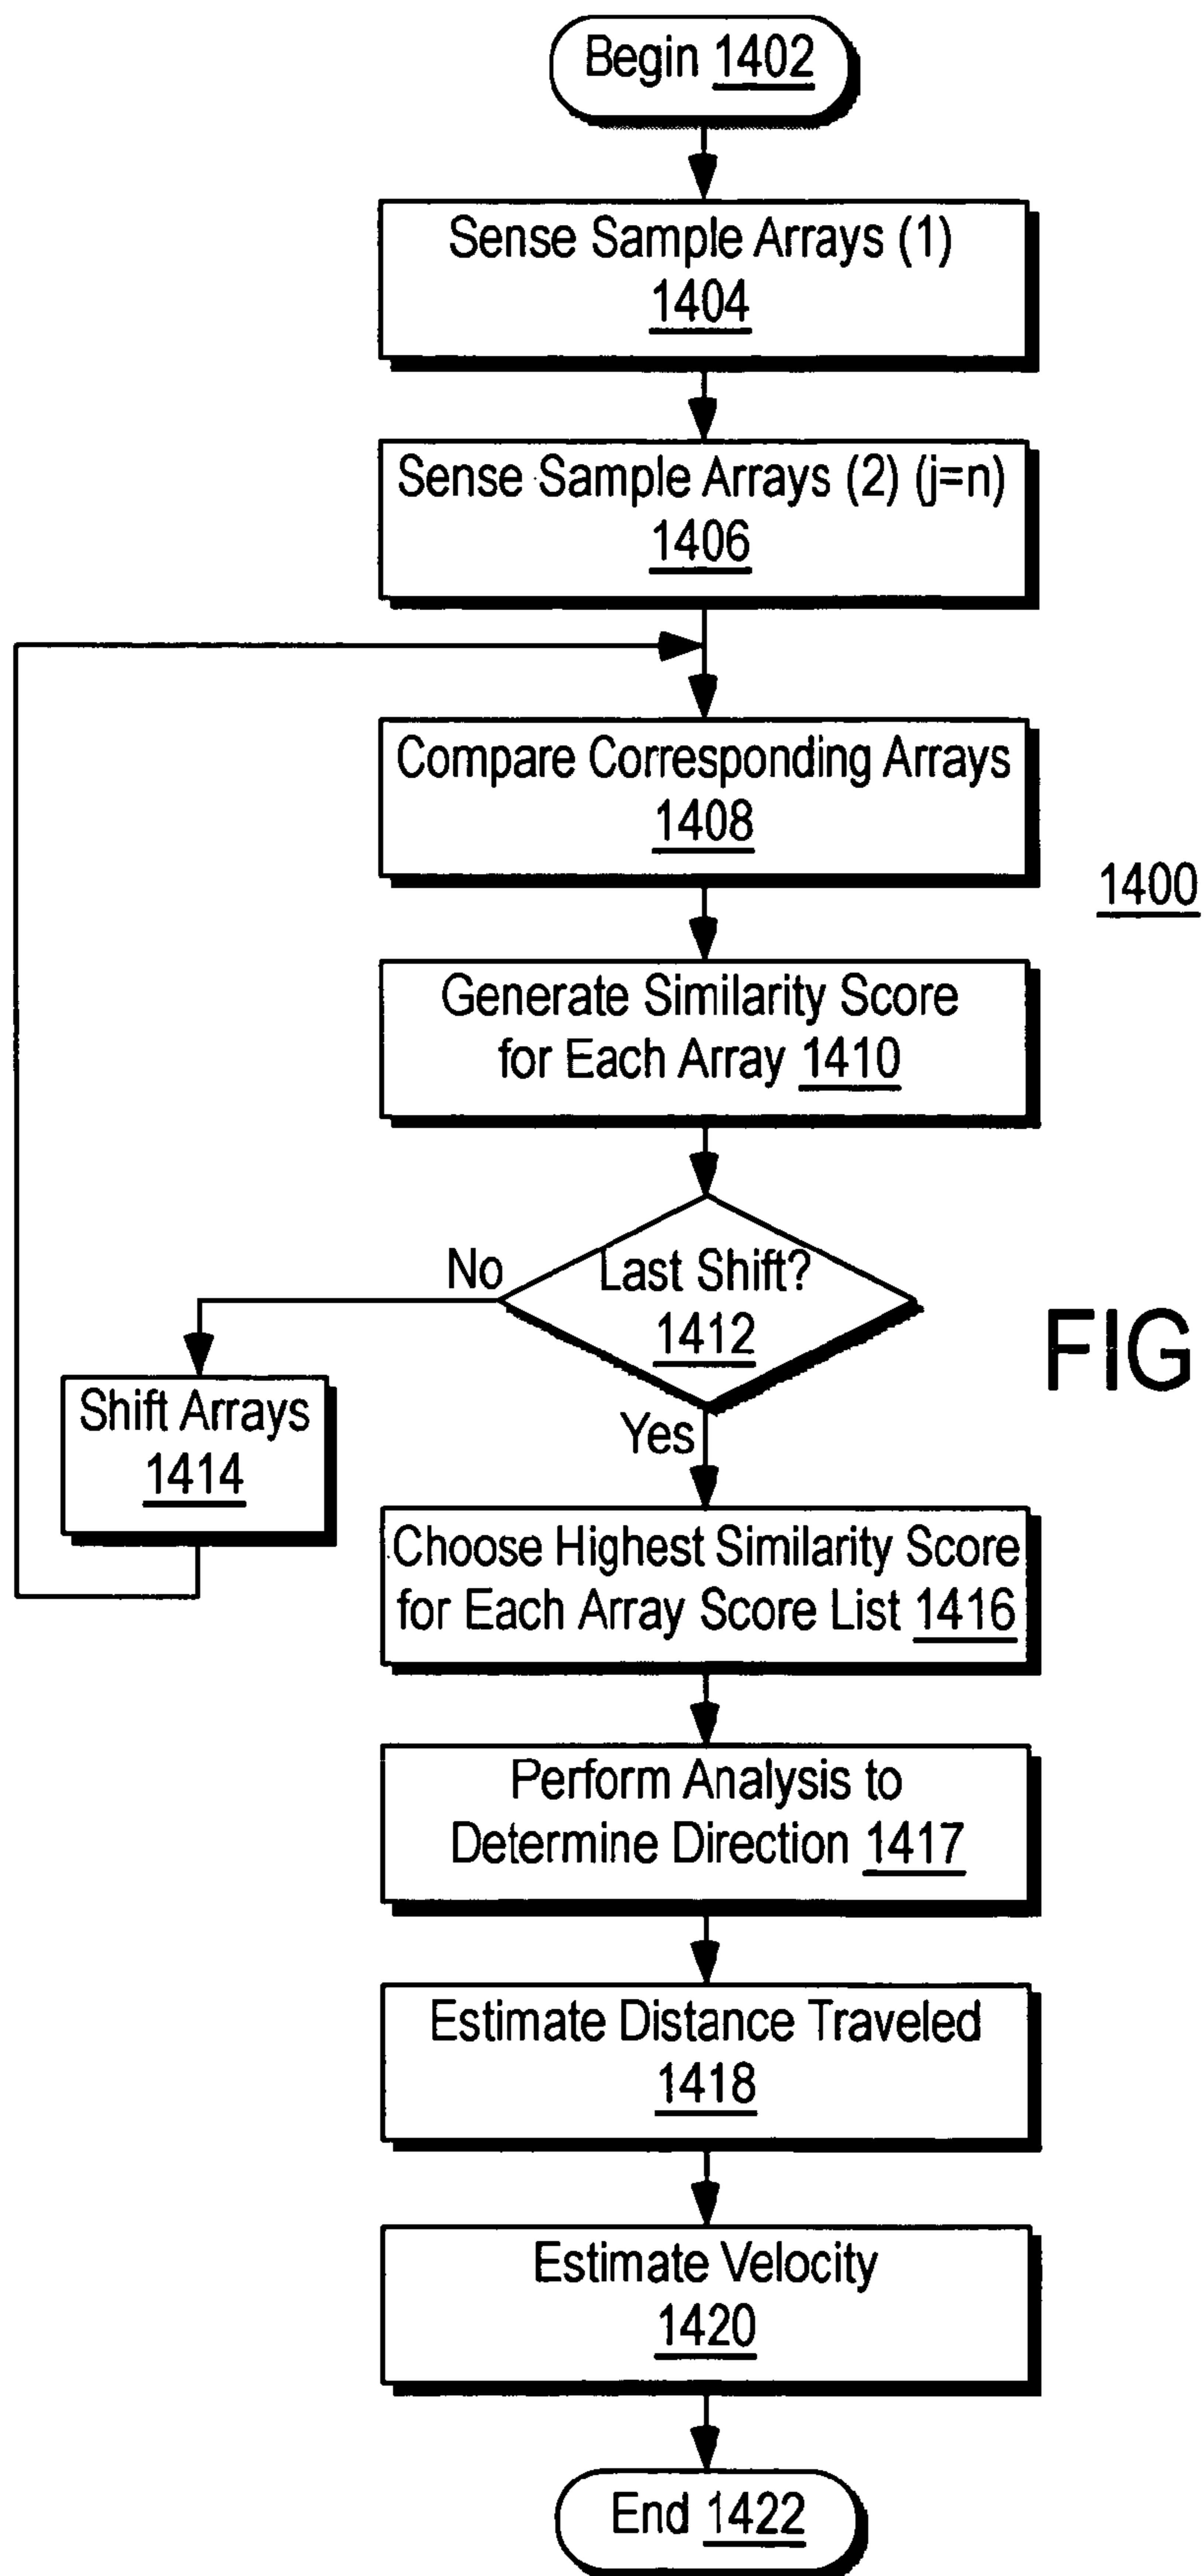 Begin 1402
Sense Sample Arrays (1)
1404
Sense Sample Arrays (2) (j=n)
1406
Compare Corresponding Arrays
1408
1400
Generate Similarity Score
for Each Array 1410
No
Last Shift?
1412
FIG
Shift Arrays
1414
Yes
Choose Highest Similarity Score
for Each Array Score List 1416
Perform Analysis to
Determine Direction 1417
Estimate Distance Traveled
1418
Estimate Velocity
1420
End 1422